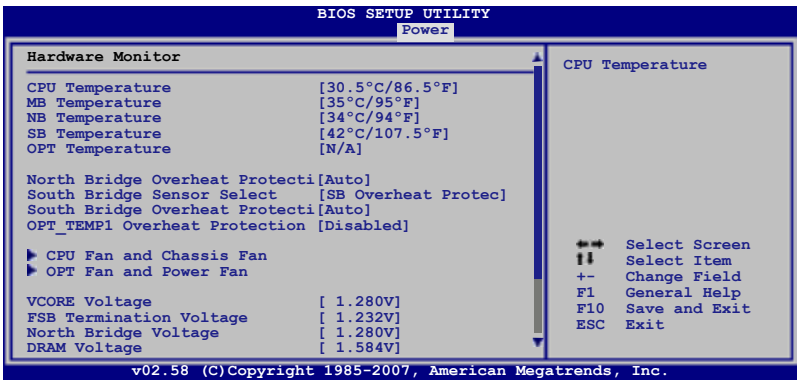 BIOS SETUP UTILITY
Power
Hardware Monitor
CPU Temperature [30.5°C/86.5°F]
MB Temperature [35°C/95°F]
NB Temperature [34°C/94°F]
SB Temperature [42°C/107.5°F]
OPT Temperature [N/A]
North Bridge Overheat Protecti[Auto]
South Bridge Sensor Select [SB Overheat Protec]
South Bridge Overheat Protecti[Auto]
OPT_TEMP1 Overheat Protection [Disabled]
CPU Fan and Chassis Fan
OPT Fan and Power Fan
VCORE Voltage [ 1.280V]
FSB Termination Voltage [ 1.232V]
North Bridge Voltage [ 1.280V]
DRAM Voltage [ 1.584V]
CPU Temperature
Select Screen
Select Item
+- Change Field
F1 General Help
F10 Save and Exit
ESC Exit
v02.58 (C)Copyright 1985-2007, American Megatrends, Inc.